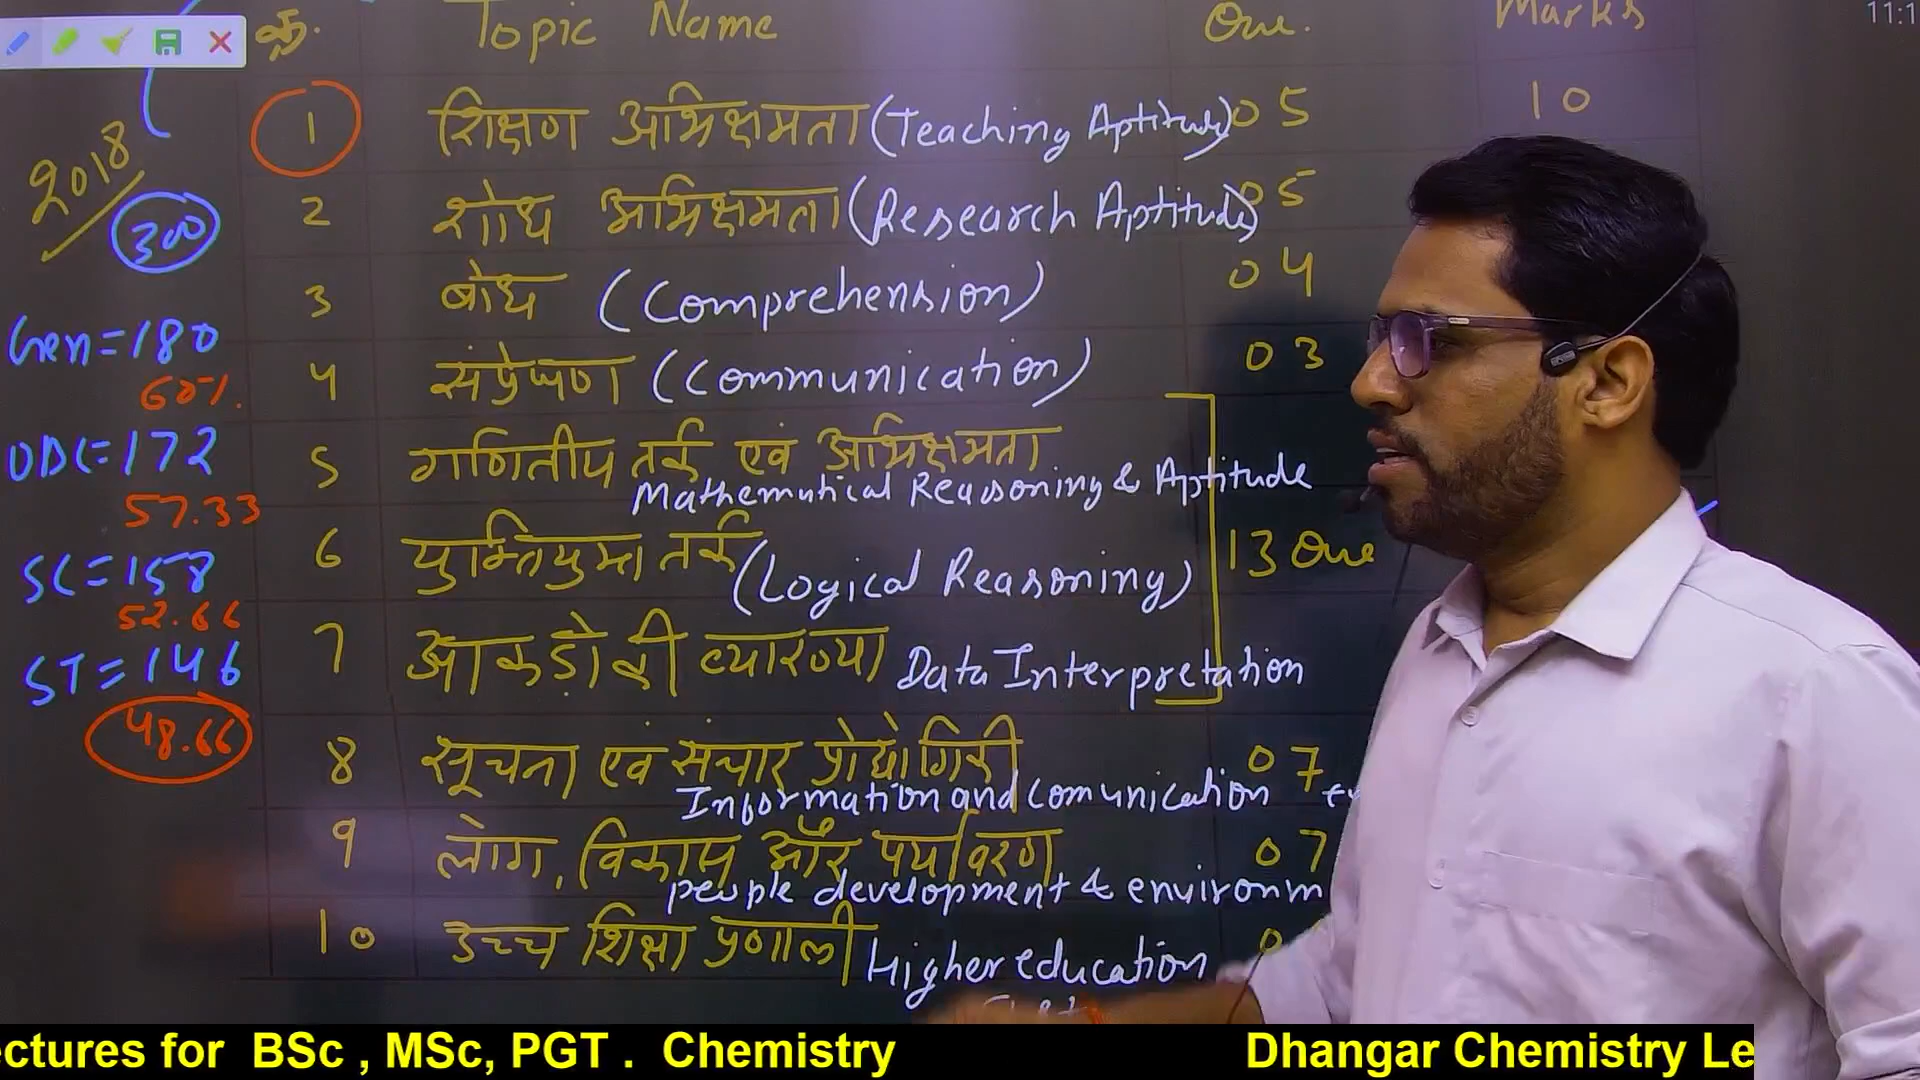 क्र. Topic Name Que. Marks
11:1
1 शिक्षण अभिक्षमता (Teaching Aptitude) 05 10
2018
2 शोध अभिक्षमता (Research Aptitude) 05
300
3 बोध (Comprehension) 04
Gen=180
4 संप्रेषण (Communication) 03
60%.
OBC=172
5 गणितीय तर्क एवं अभिक्षमता
Mathematical Reasoning & Aptitude
57.33
6 युक्तियुक्त तर्क (Logical Reasoning) 13 Que
SC=158
52.66
7 आकड़ो की व्याख्या Data Interpretation
ST=146
48.66
8 सूचना एवं संचार प्रोद्योगिकी 07
Information and comunication
9 लोग, विकास और पर्यावरण 07
people development & environm
10 उच्च शिक्षा प्रणाली Higher education
ectures for BSc , MSc, PGT . Chemistry Dhangar Chemistry Le